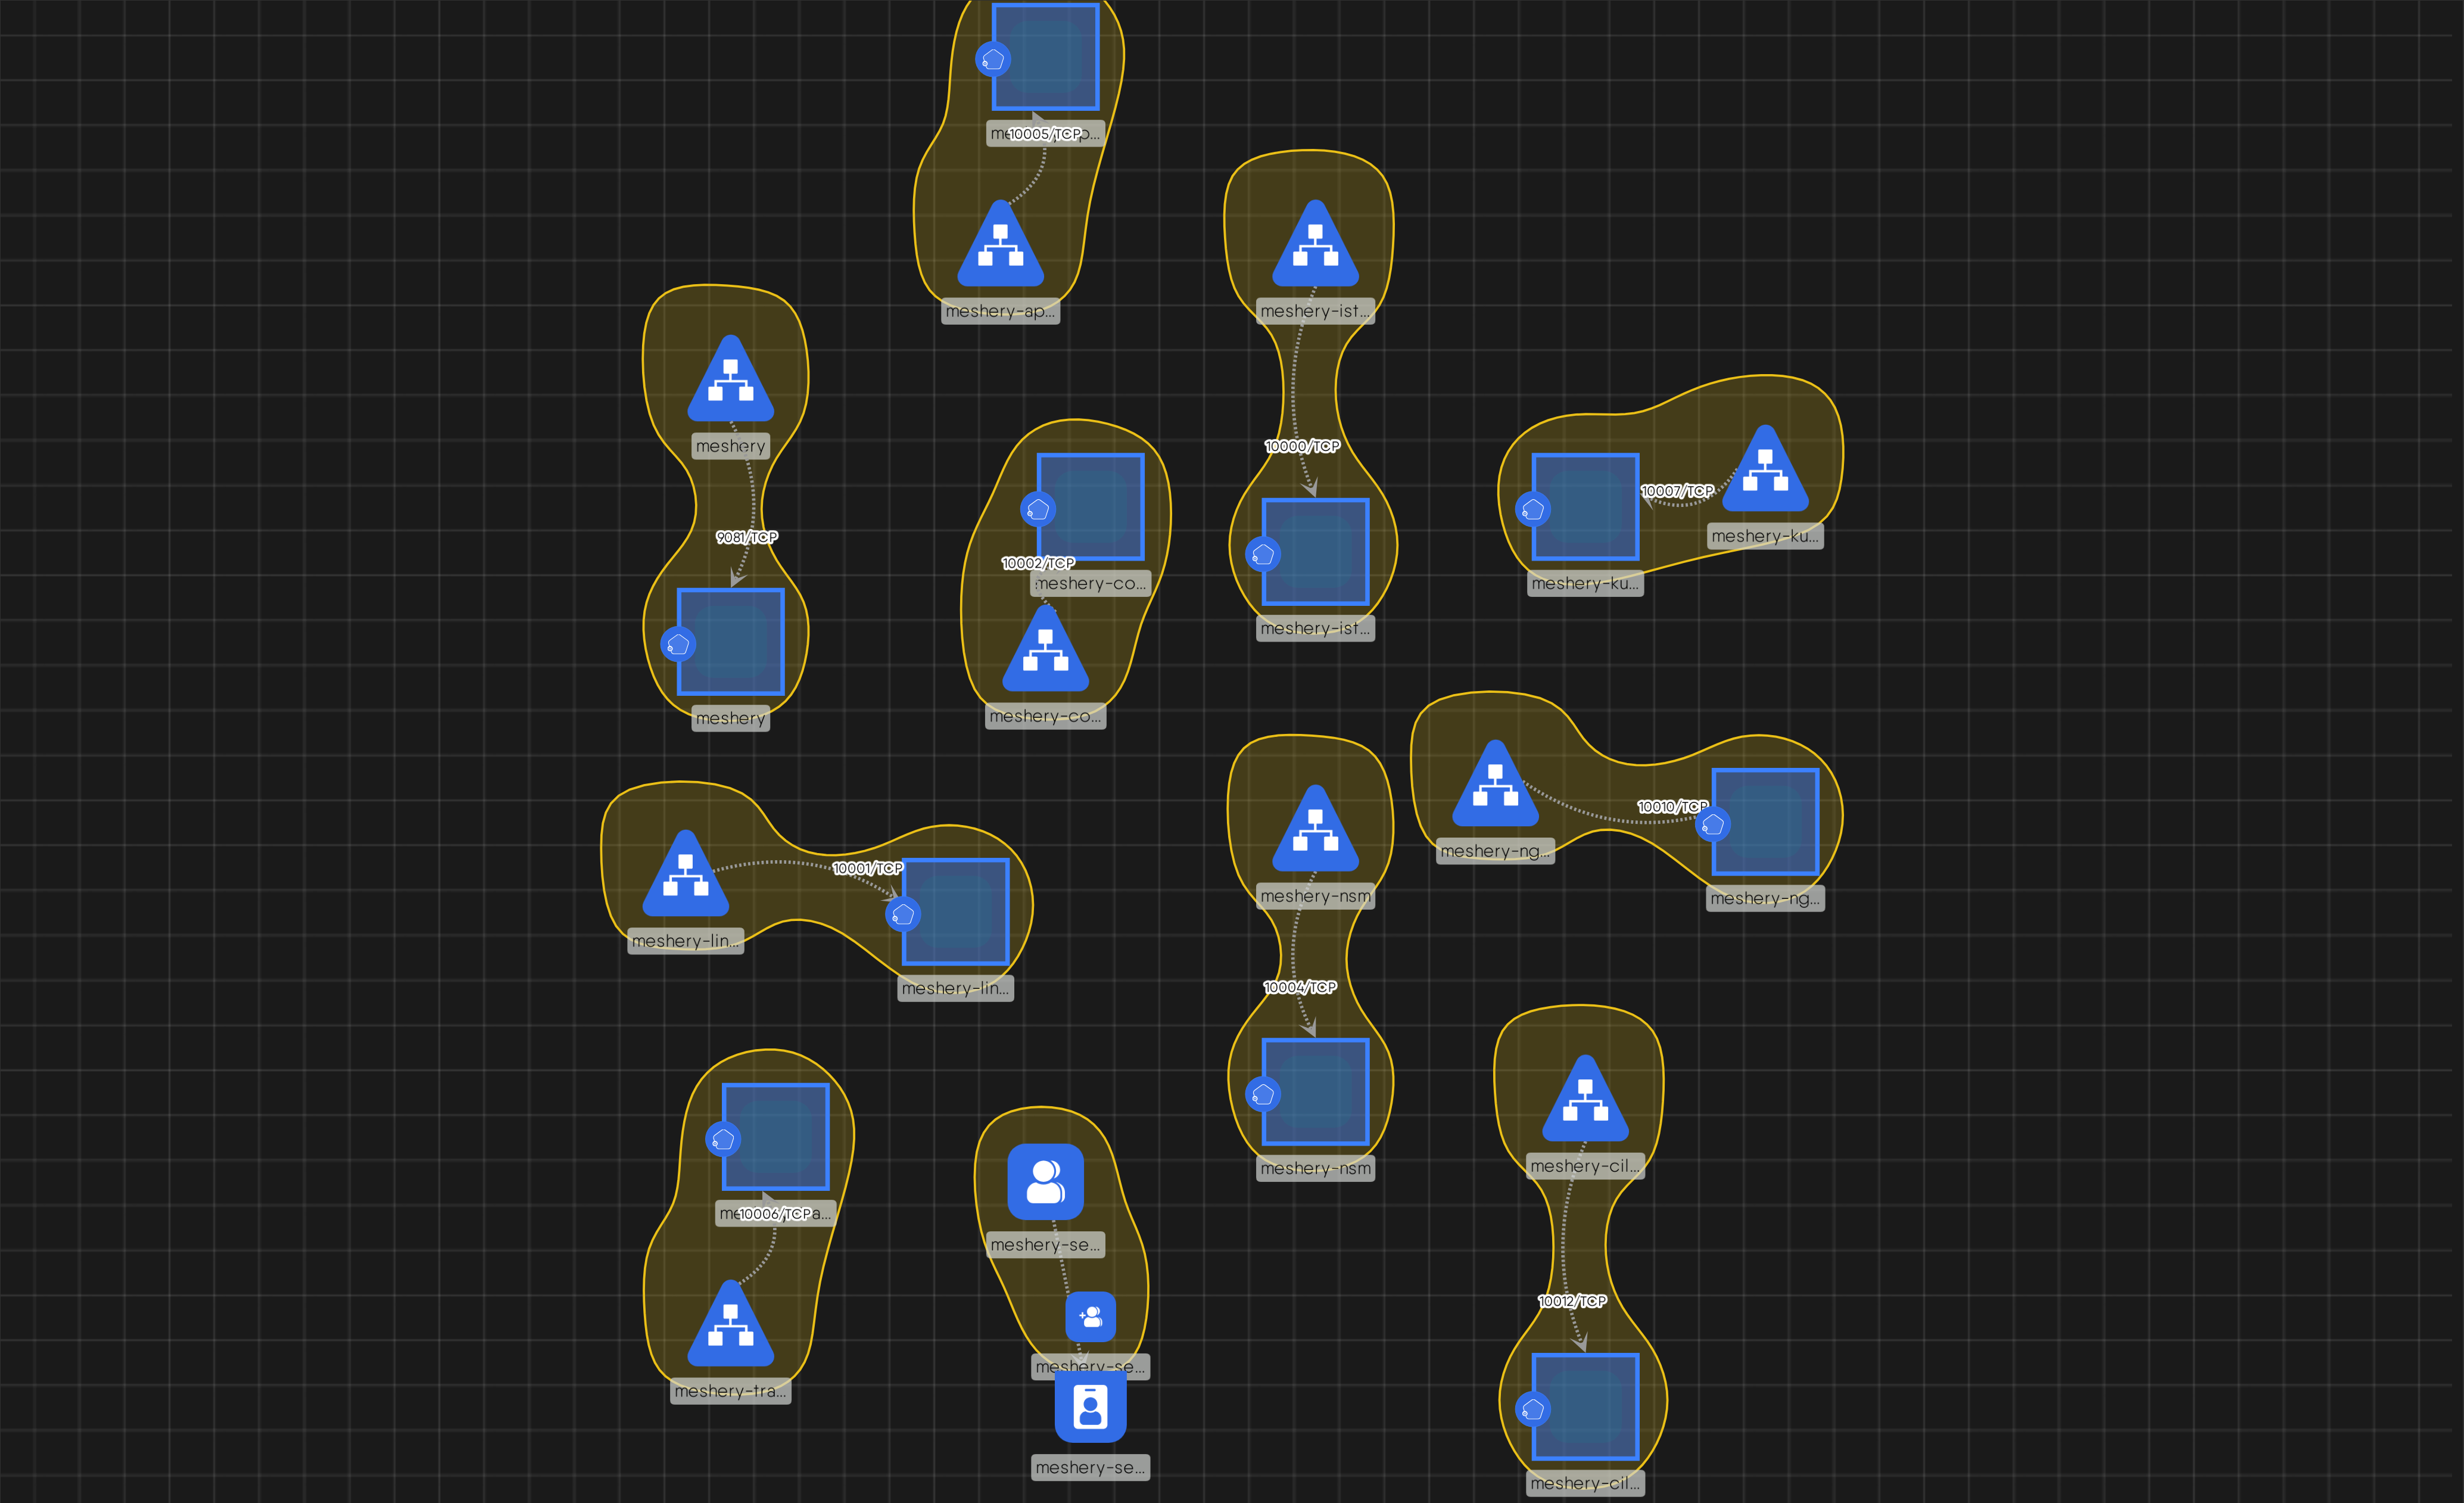 10005/TCP
meshery-ap...
meshery-ist...
meshery
10000/TCP
10007/TCP
meshery-ku...
meshery-ku...
9081/TCP
10002/TCP
meshery-co...
meshery-ist...
meshery-co...
meshery
10010/TCP
meshery-ng...
meshery-ng...
10001/TCP
meshery-lin...
meshery-lin...
meshery-nsm
10004/TCP
meshery-nsm
meshery-cil...
10006/TCP
meshery-se...
10012/TCP
meshery-se...
meshery-tra...
meshery-se...
meshery-cil...